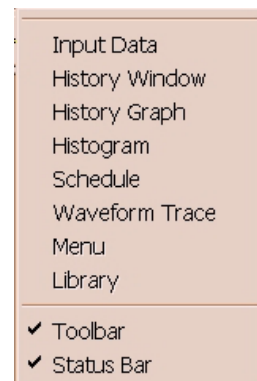 Input Data
History Window
History Graph
Histogram
Schedule
Waveform Trace
Menu
Library
Toolbar
Status Bar